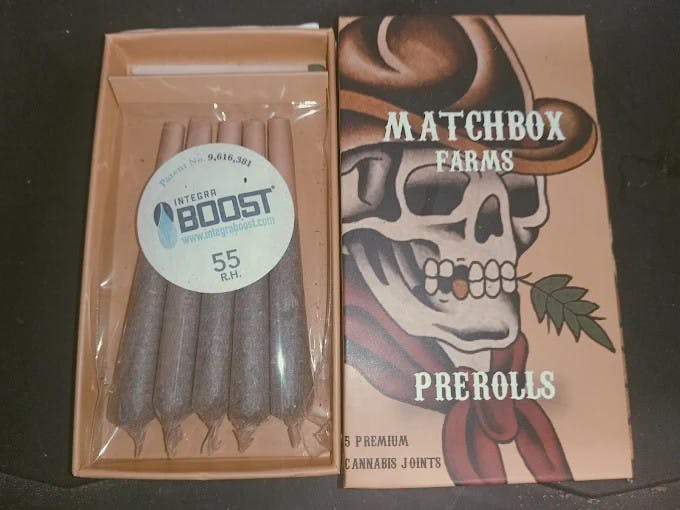 Patent No. 9,616,381
INTEGRA
BOOST®
www.integraboost.com
55
R.H.
MATCHBOX
FARMS
PREROLLS
5 PREMIUM
CANNABIS JOINTS